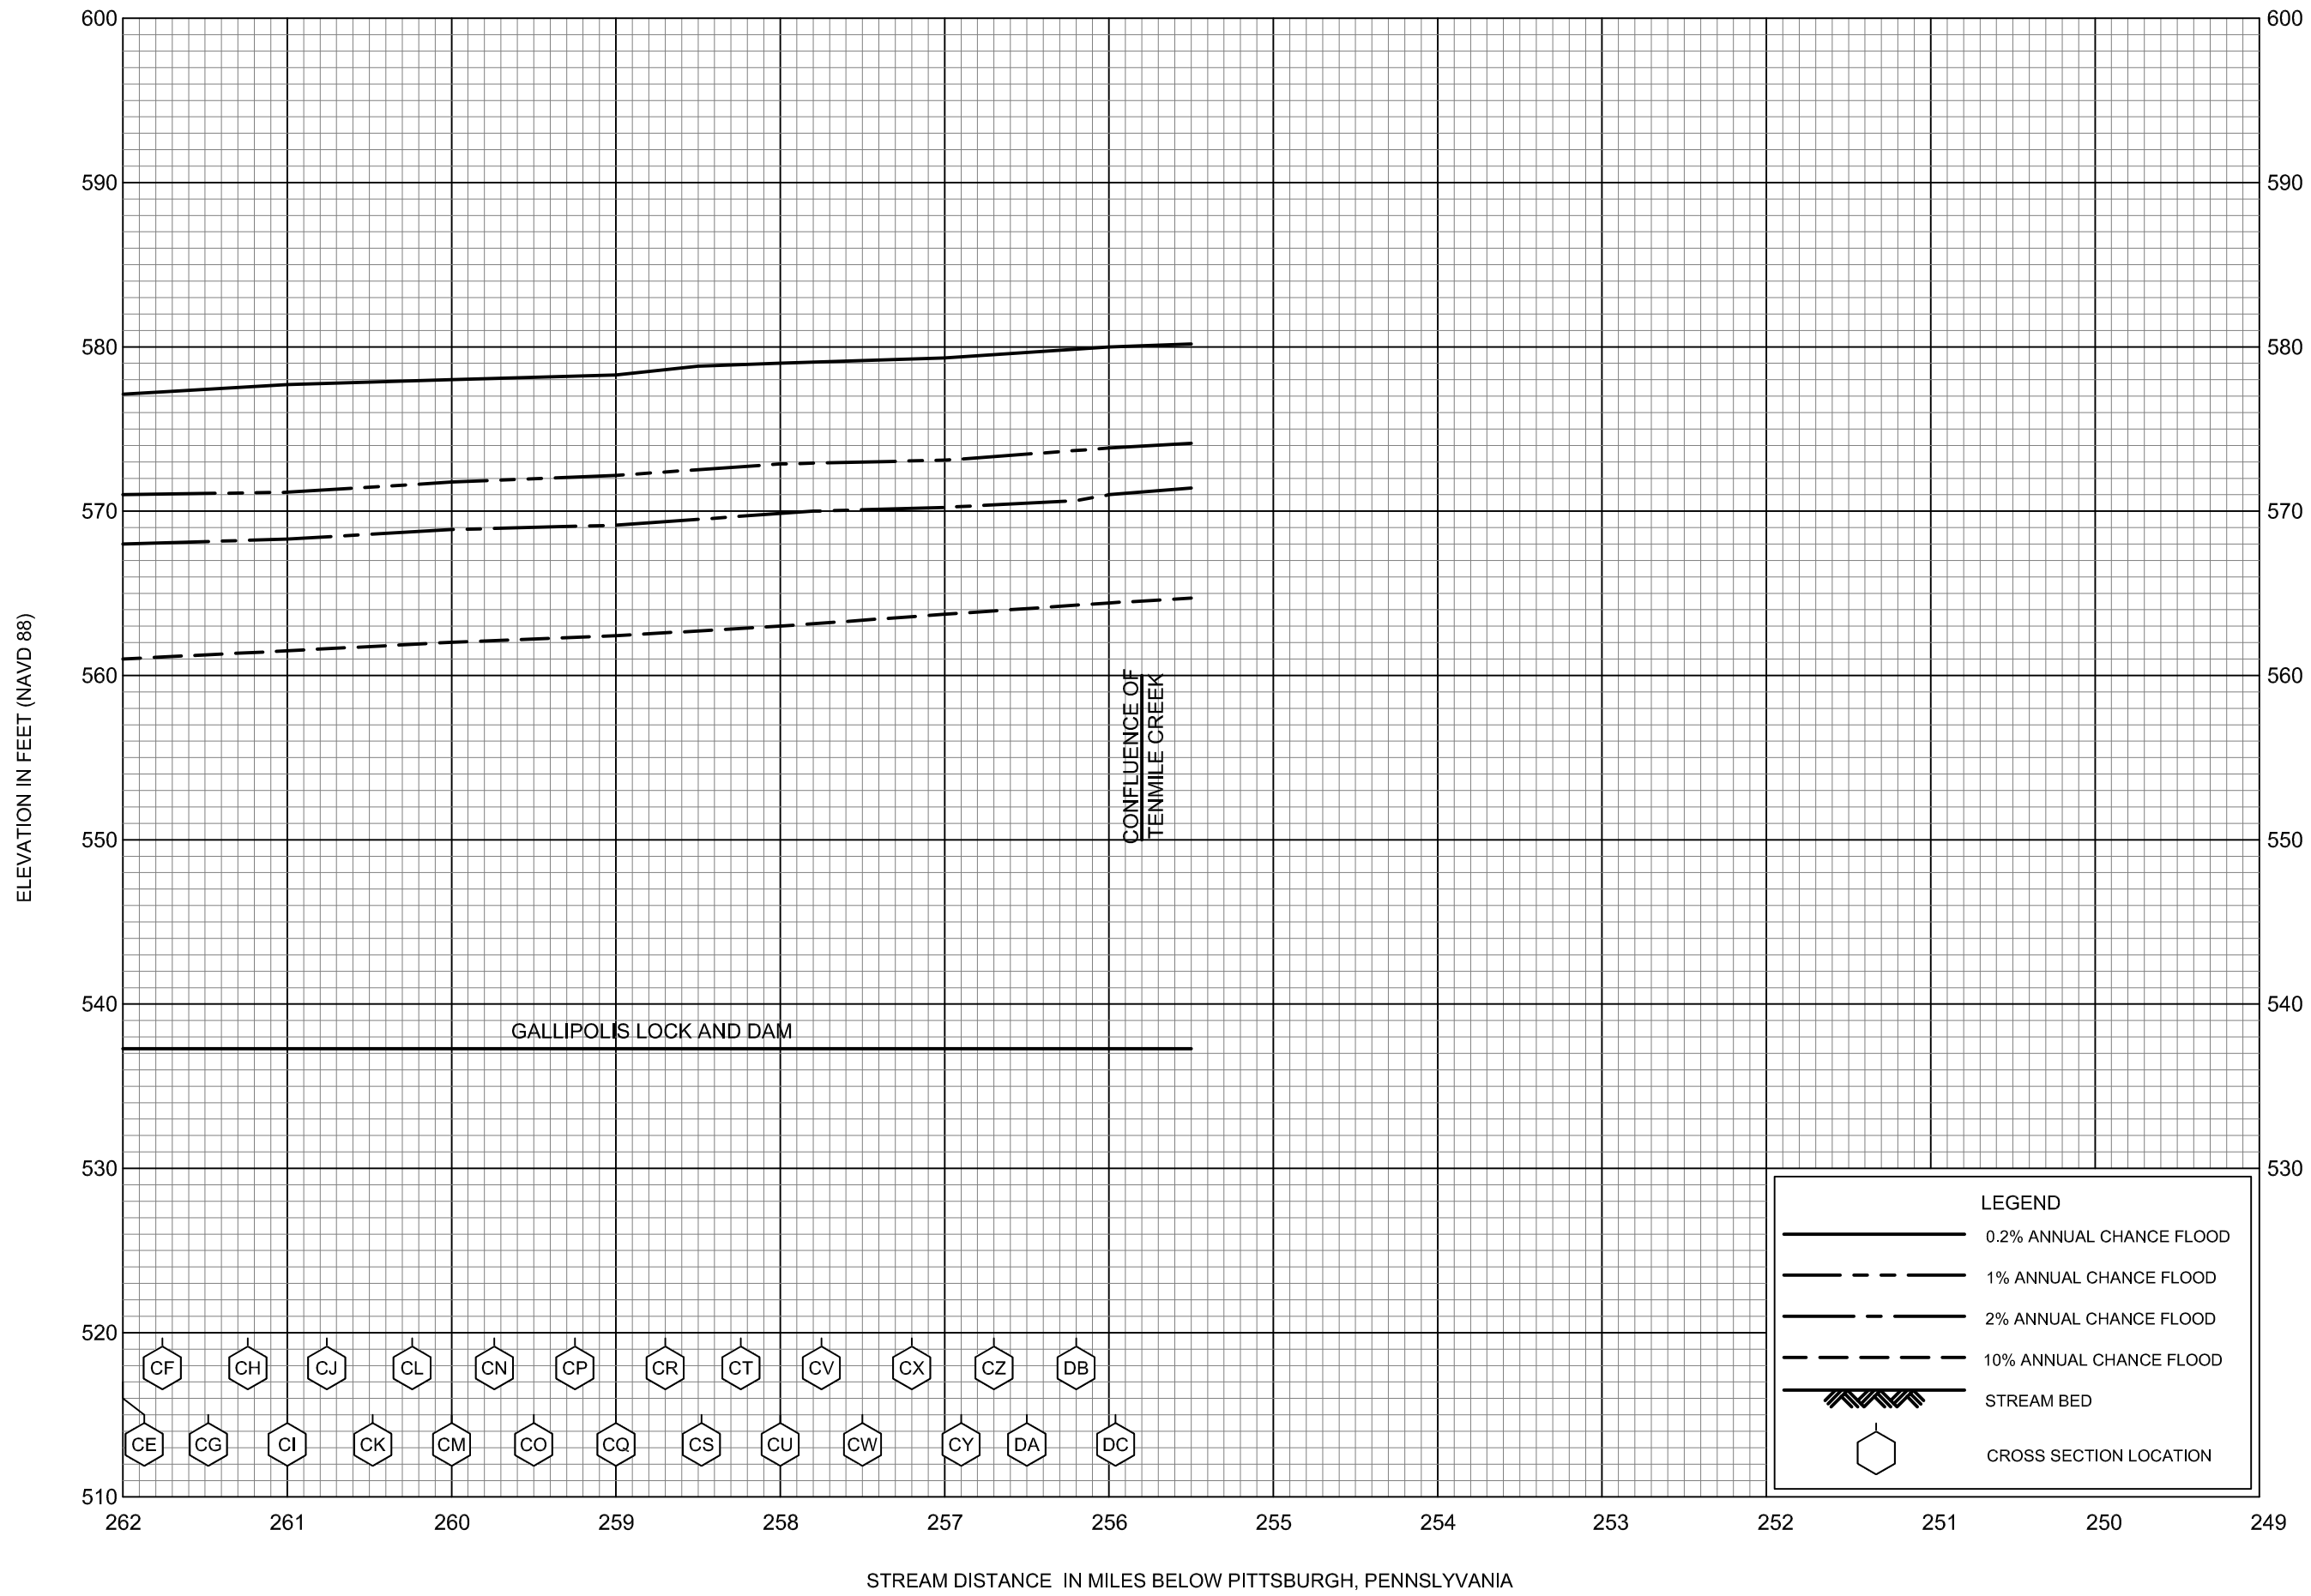 600
600
590
590
580
580
570
570
560
560
550
550
540
540
530
530
520
510
ELEVATION IN FEET (NAVD 88)
CONFLUENCE OF
TENMILE CREEK
GALLIPOLIS LOCK AND DAM
LEGEND
0.2% ANNUAL CHANCE FLOOD
1% ANNUAL CHANCE FLOOD
2% ANNUAL CHANCE FLOOD
10% ANNUAL CHANCE FLOOD
STREAM BED
CROSS SECTION LOCATION
CF CH CJ CL CN CP CR CT CV CX CZ DB
CE CG CI CK CM CO CQ CS CU CW CY DA DC
262 261 260 259 258 257 256 255 254 253 252 251 250 249
STREAM DISTANCE IN MILES BELOW PITTSBURGH, PENNSLYVANIA